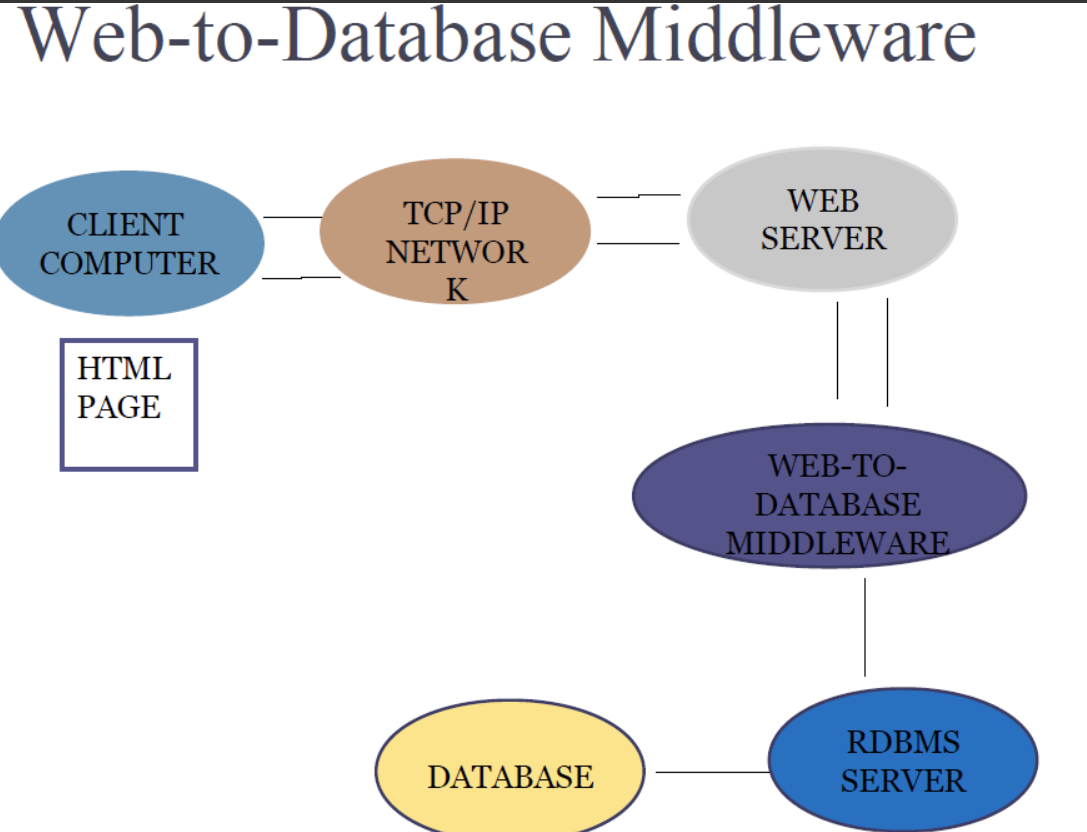 Web-to-Database Middleware
CLIENT
COMPUTER
TCP/IP
NETWOR
K
WEB
SERVER
HTML
PAGE
WEB-TO-
DATABASE
MIDDLEWARE
DATABASE
RDBMS
SERVER